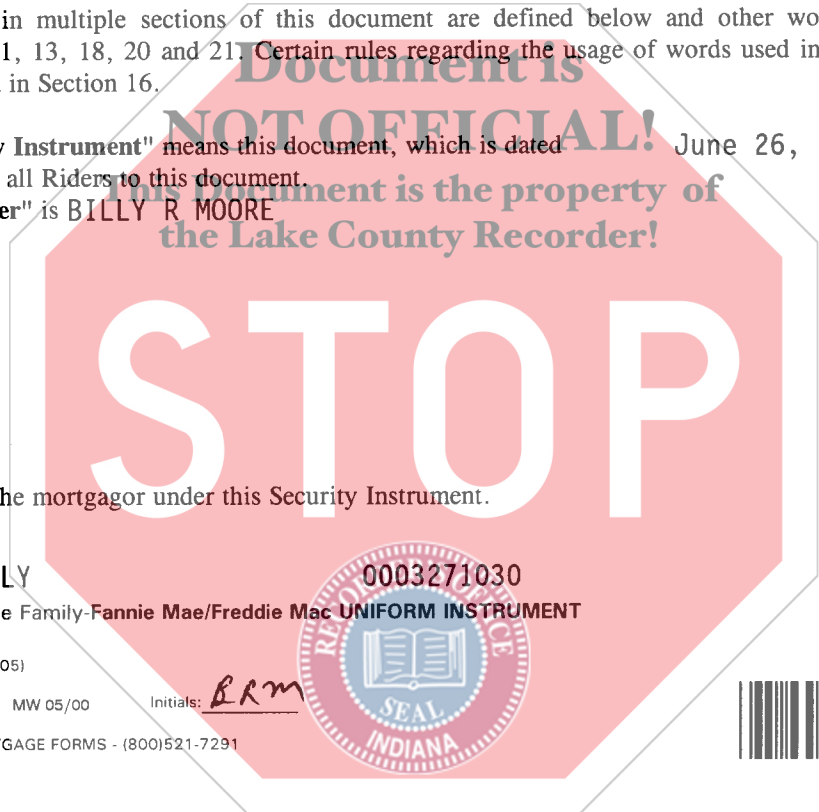 in multiple sections of this document are defined below and other wo
1, 13, 18, 20 and 21. Certain rules regarding the usage of words used in
in Section 16.
Document is
NOT OFFICIAL!
This Document is the property of
the Lake County Recorder!
Instrument" means this document, which is dated June 26,
all Riders to this document.
er" is BILLY R MOORE
STOP
he mortgagor under this Security Instrument.
LY 0003271030
e Family-Fannie Mae/Freddie Mac UNIFORM INSTRUMENT
05)
MW 05/00 Initials: BRM
GAGE FORMS - (800)521-7291
RECORDER'S OFFICE
SEAL
INDIANA